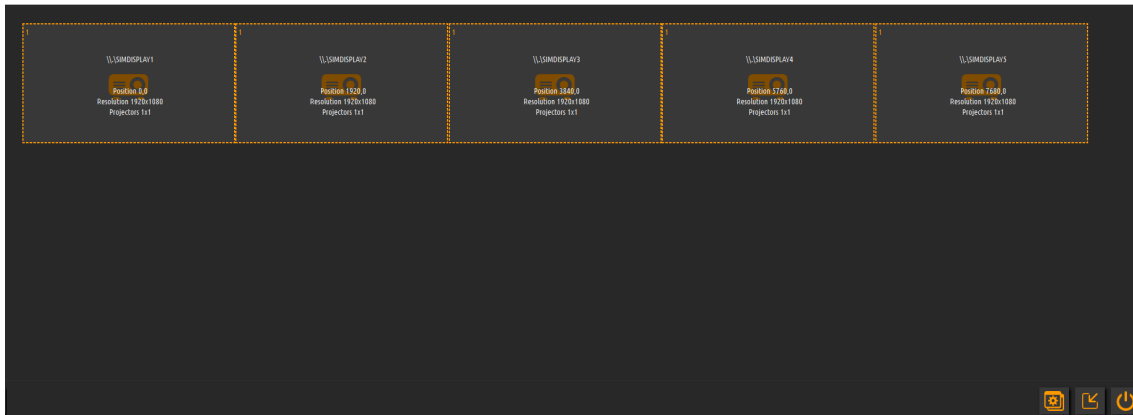 1
\\.\SIMDISPLAY1
Position 0,0
Resolution 1920x1080
Projectors 1x1
1
\\.\SIMDISPLAY2
Position 1920,0
Resolution 1920x1080
Projectors 1x1
1
\\.\SIMDISPLAY3
Position 3840,0
Resolution 1920x1080
Projectors 1x1
1
\\.\SIMDISPLAY4
Position 5760,0
Resolution 1920x1080
Projectors 1x1
1
\\.\SIMDISPLAY5
Position 7680,0
Resolution 1920x1080
Projectors 1x1